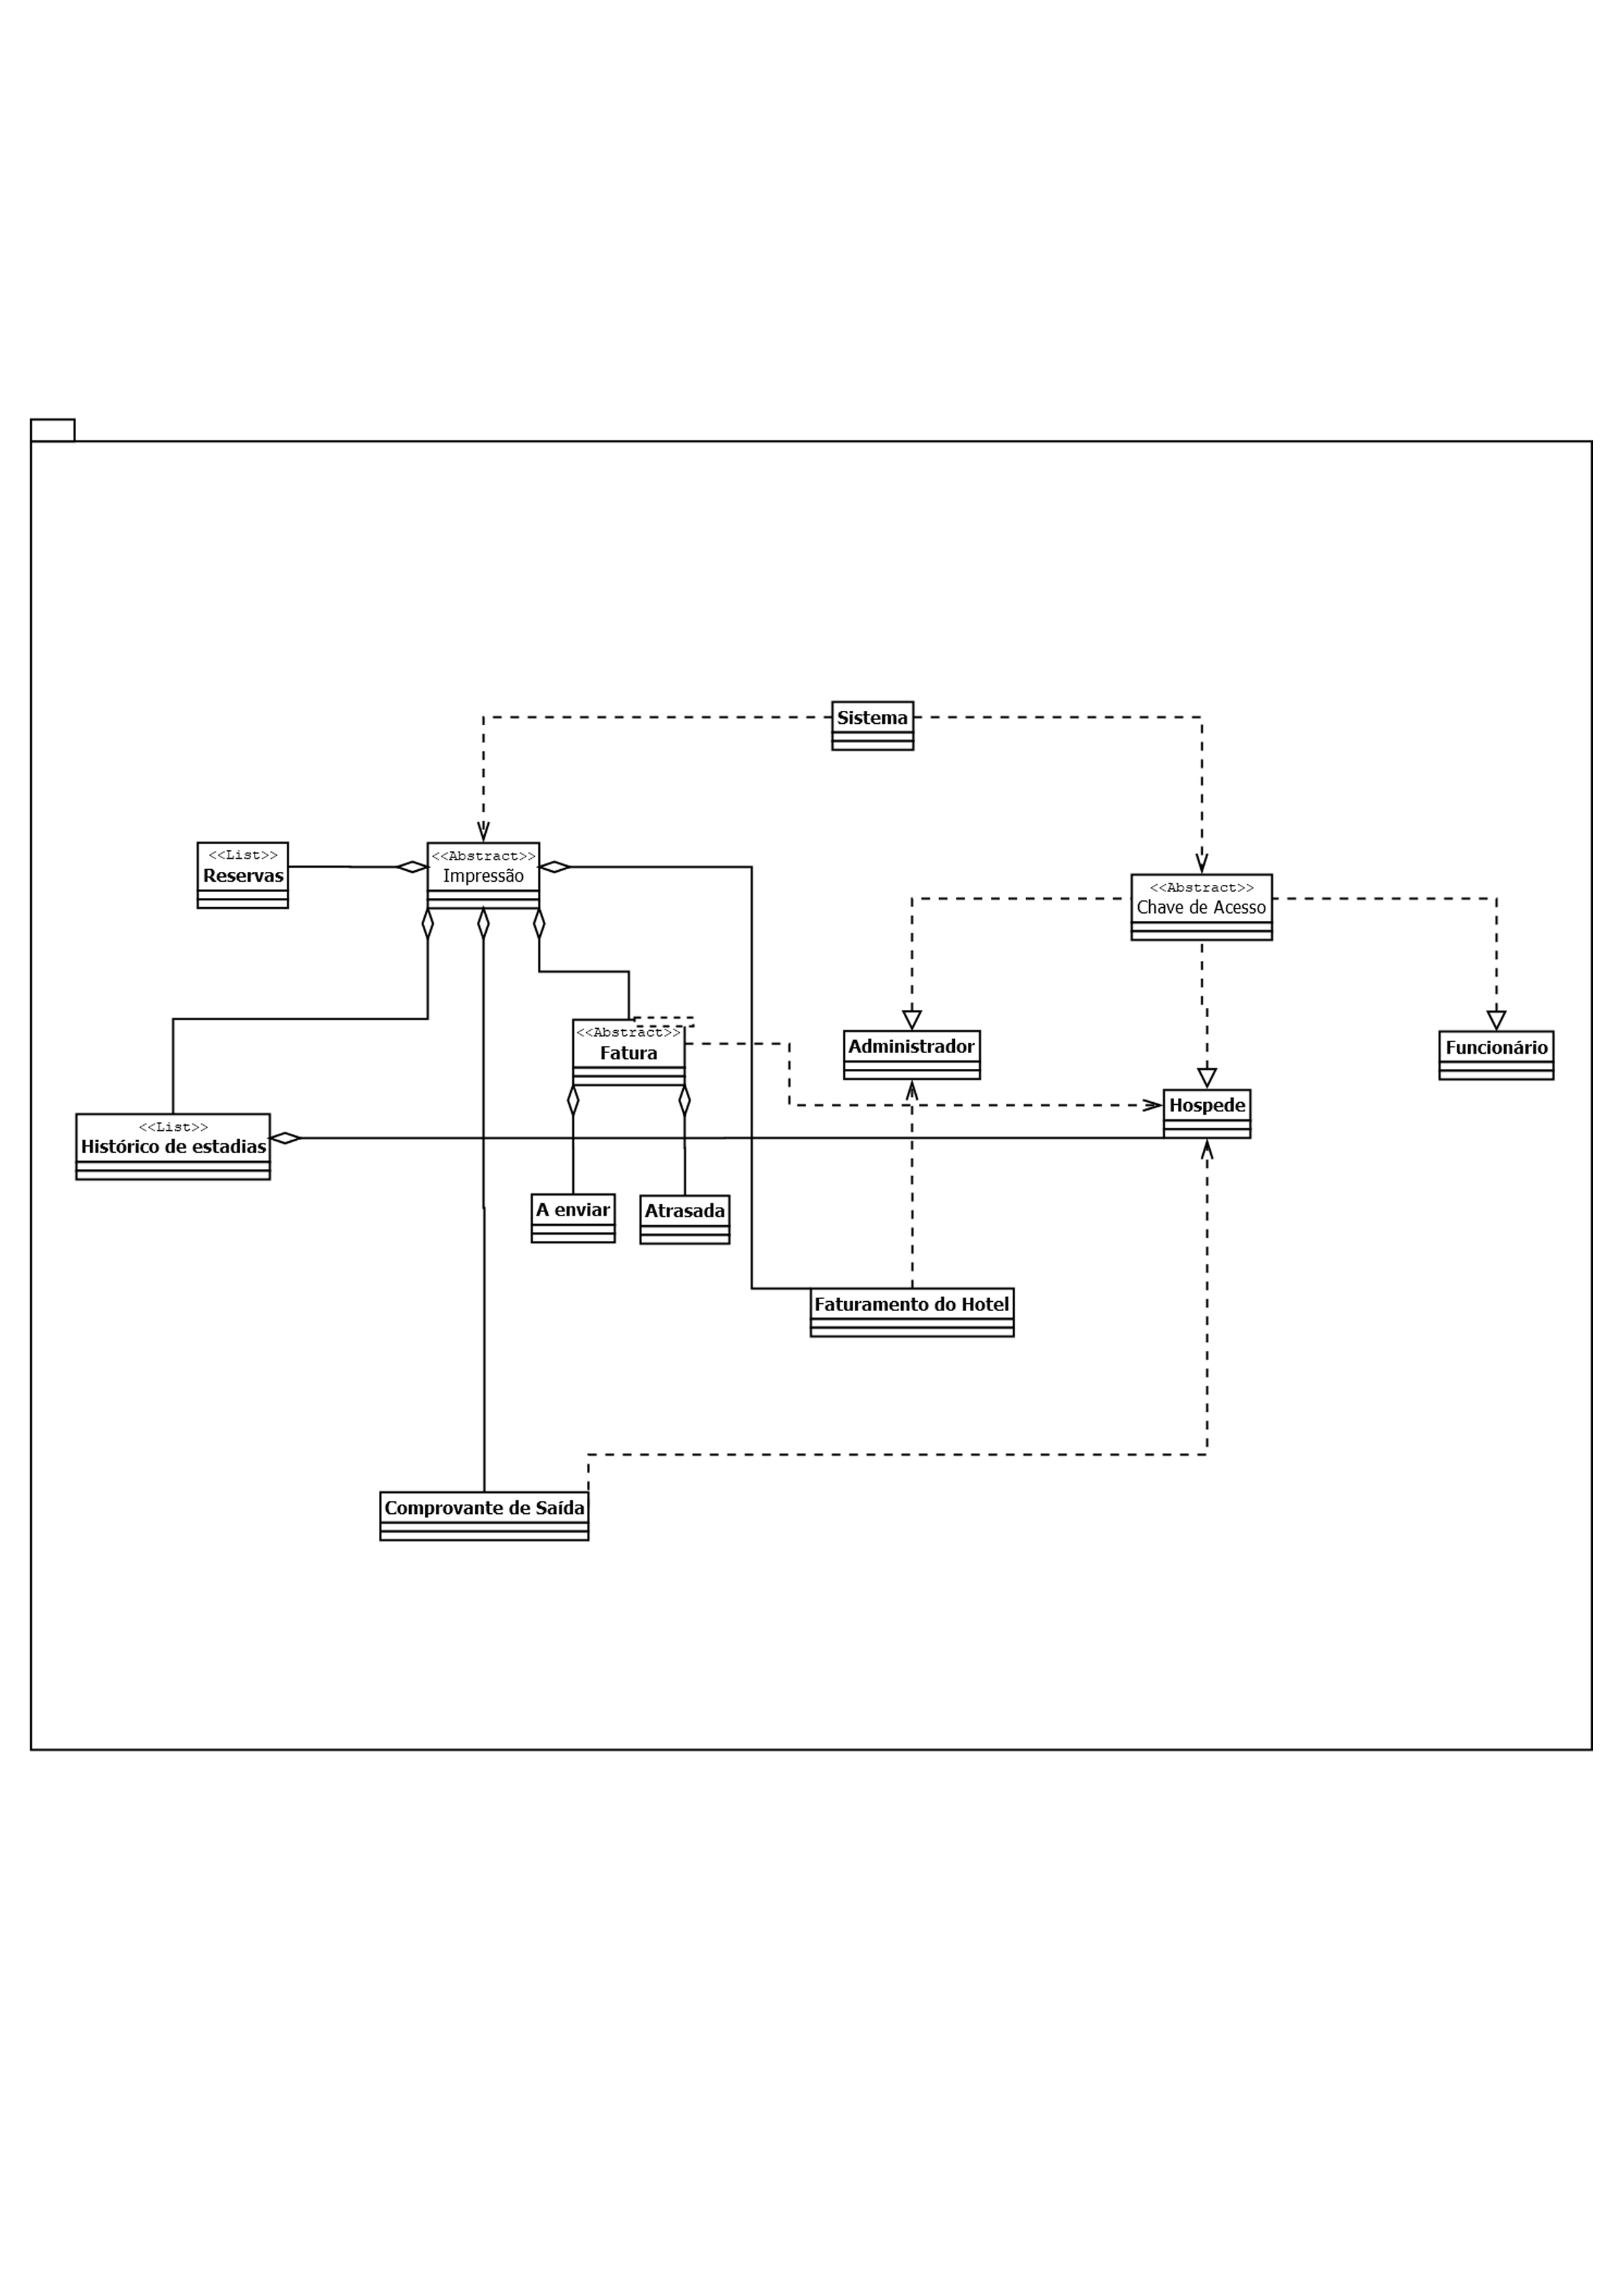 Sistema
<<List>>
Reservas
<<Abstract>>
Impressão
<<Abstract>>
Chave de Acesso
<<Abstract>>
Fatura
Administrador
Funcionário
Hospede
<<List>>
Histórico de estadias
A enviar
Atrasada
Faturamento do Hotel
Comprovante de Saída